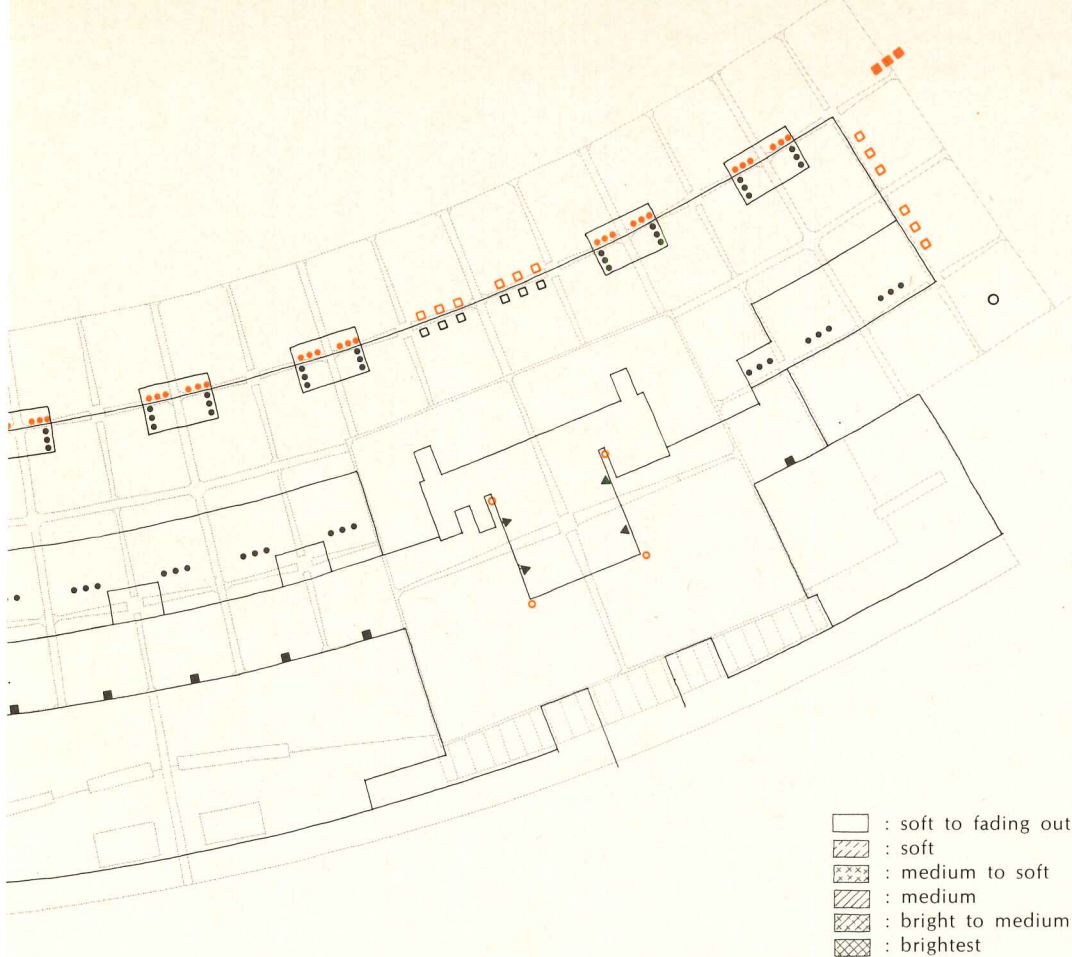 : soft to fading out
: soft
: medium to soft
: medium
: bright to medium
: brightest